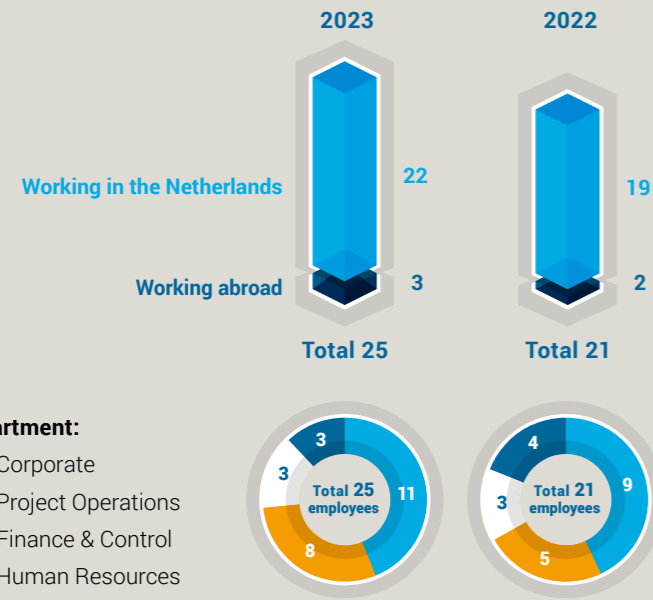 2023 2022
Working in the Netherlands 22 19
Working abroad 3 2
Total 25 Total 21
artment:
Corporate
Project Operations
Finance & Control
Human Resources
3
3
11
8
Total 25
employees
4
3
9
5
Total 21
employees